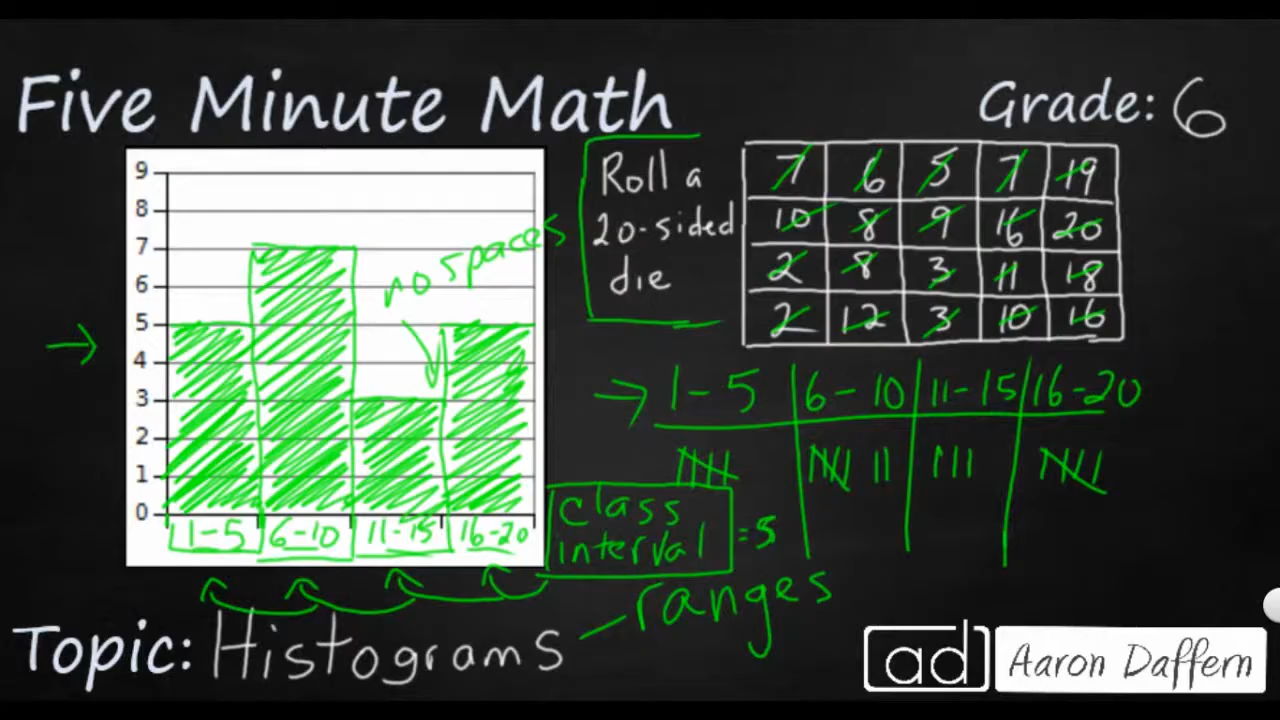 Five Minute Math
Grade: 6
9
8
7
6
5
4
3
2
1
0
no spaces
1-5 6-10 11-15 16-20
Roll a
20-sided
die
7 6 5 7 19
10 8 9 16 20
2 8 3 11 18
2 12 3 10 16
1-5 6-10 11-15 16-20
class
interval = 5
ranges
Topic: Histograms
ad Aaron Daffern